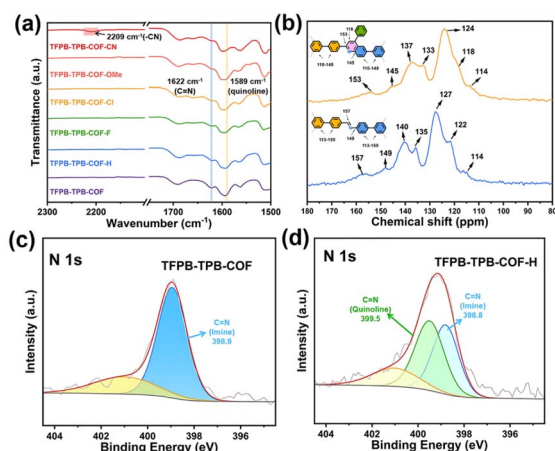 (a)
2209 cm⁻¹(-CN)
TFPB-TPB-COF-CN
TFPB-TPB-COF-OMe
1622 cm⁻¹
(C=N)
1589 cm⁻¹
(quinoline)
TFPB-TPB-COF-Cl
TFPB-TPB-COF-F
TFPB-TPB-COF-H
TFPB-TPB-COF
Transmittance (a.u.)
2300 2200 1700 1600 1500
Wavenumber (cm⁻¹)
(b)
118
153
145
110-148
110-148
124
137
133
118
153
145
114
127
157
149
113-150
113-150
140
135
122
157
149
114
180 170 160 150 140 130 120 110 100 90 80
Chemical shift (ppm)
(c)
N 1s
TFPB-TPB-COF
C=N
(Imine)
398.9
Intensity (a.u.)
404 402 400 398 396
Binding Energy (eV)
(d)
N 1s
TFPB-TPB-COF-H
C=N
(Quinoline)
399.5
C=N
(Imine)
398.8
Intensity (a.u.)
404 402 400 398 396
Binding Energy (eV)